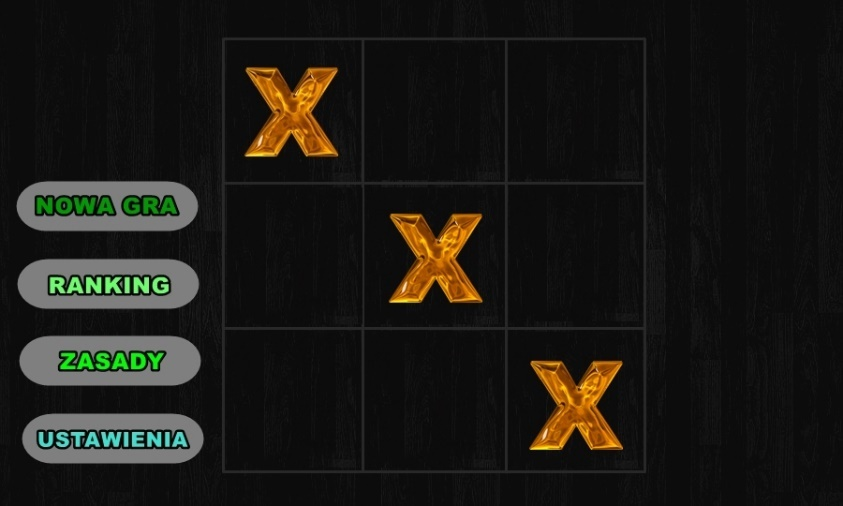 X
NOWA GRA
X
RANKING
ZASADY
X
USTAWIENIA